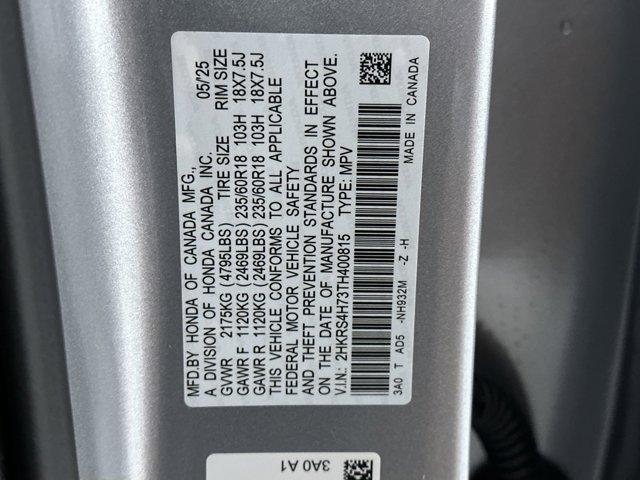 MFD.BY HONDA OF CANADA MFG.,
A DIVISION OF HONDA CANADA INC. 05/25
GVWR 2175KG (4795LBS) TIRE SIZE RIM SIZE
GAWR F 1120KG (2469LBS) 235/60R18 103H 18X7.5J
GAWR R 1120KG (2469LBS) 235/60R18 103H 18X7.5J
THIS VEHICLE CONFORMS TO ALL APPLICABLE
FEDERAL MOTOR VEHICLE SAFETY
AND THEFT PREVENTION STANDARDS IN EFFECT
ON THE DATE OF MANUFACTURE SHOWN ABOVE.
V.I.N.: 2HKRS4H73TH400815 TYPE: MPV
3A0 T AD5 -NH932M -Z -H MADE IN CANADA
3A0 A1